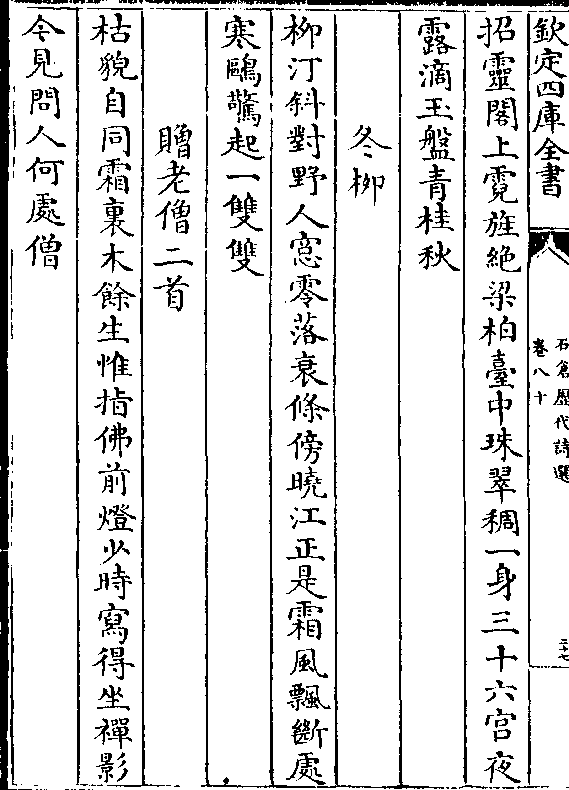 欽定四庫全書
石倉歷代詩選
卷八十
二十七
招靈閣上霓旌絶梁柏臺中珠翠稠一身三十六宫夜
露滴玉盤青桂秋
冬柳
柳汀斜對野人窓零落衰條傍曉江正是霜風飄斷處
寒鷗驚起一雙雙
贈老僧二首
枯貌自同霜裏木餘生惟指佛前燈少時寫得坐禪影
今見問人何處僧